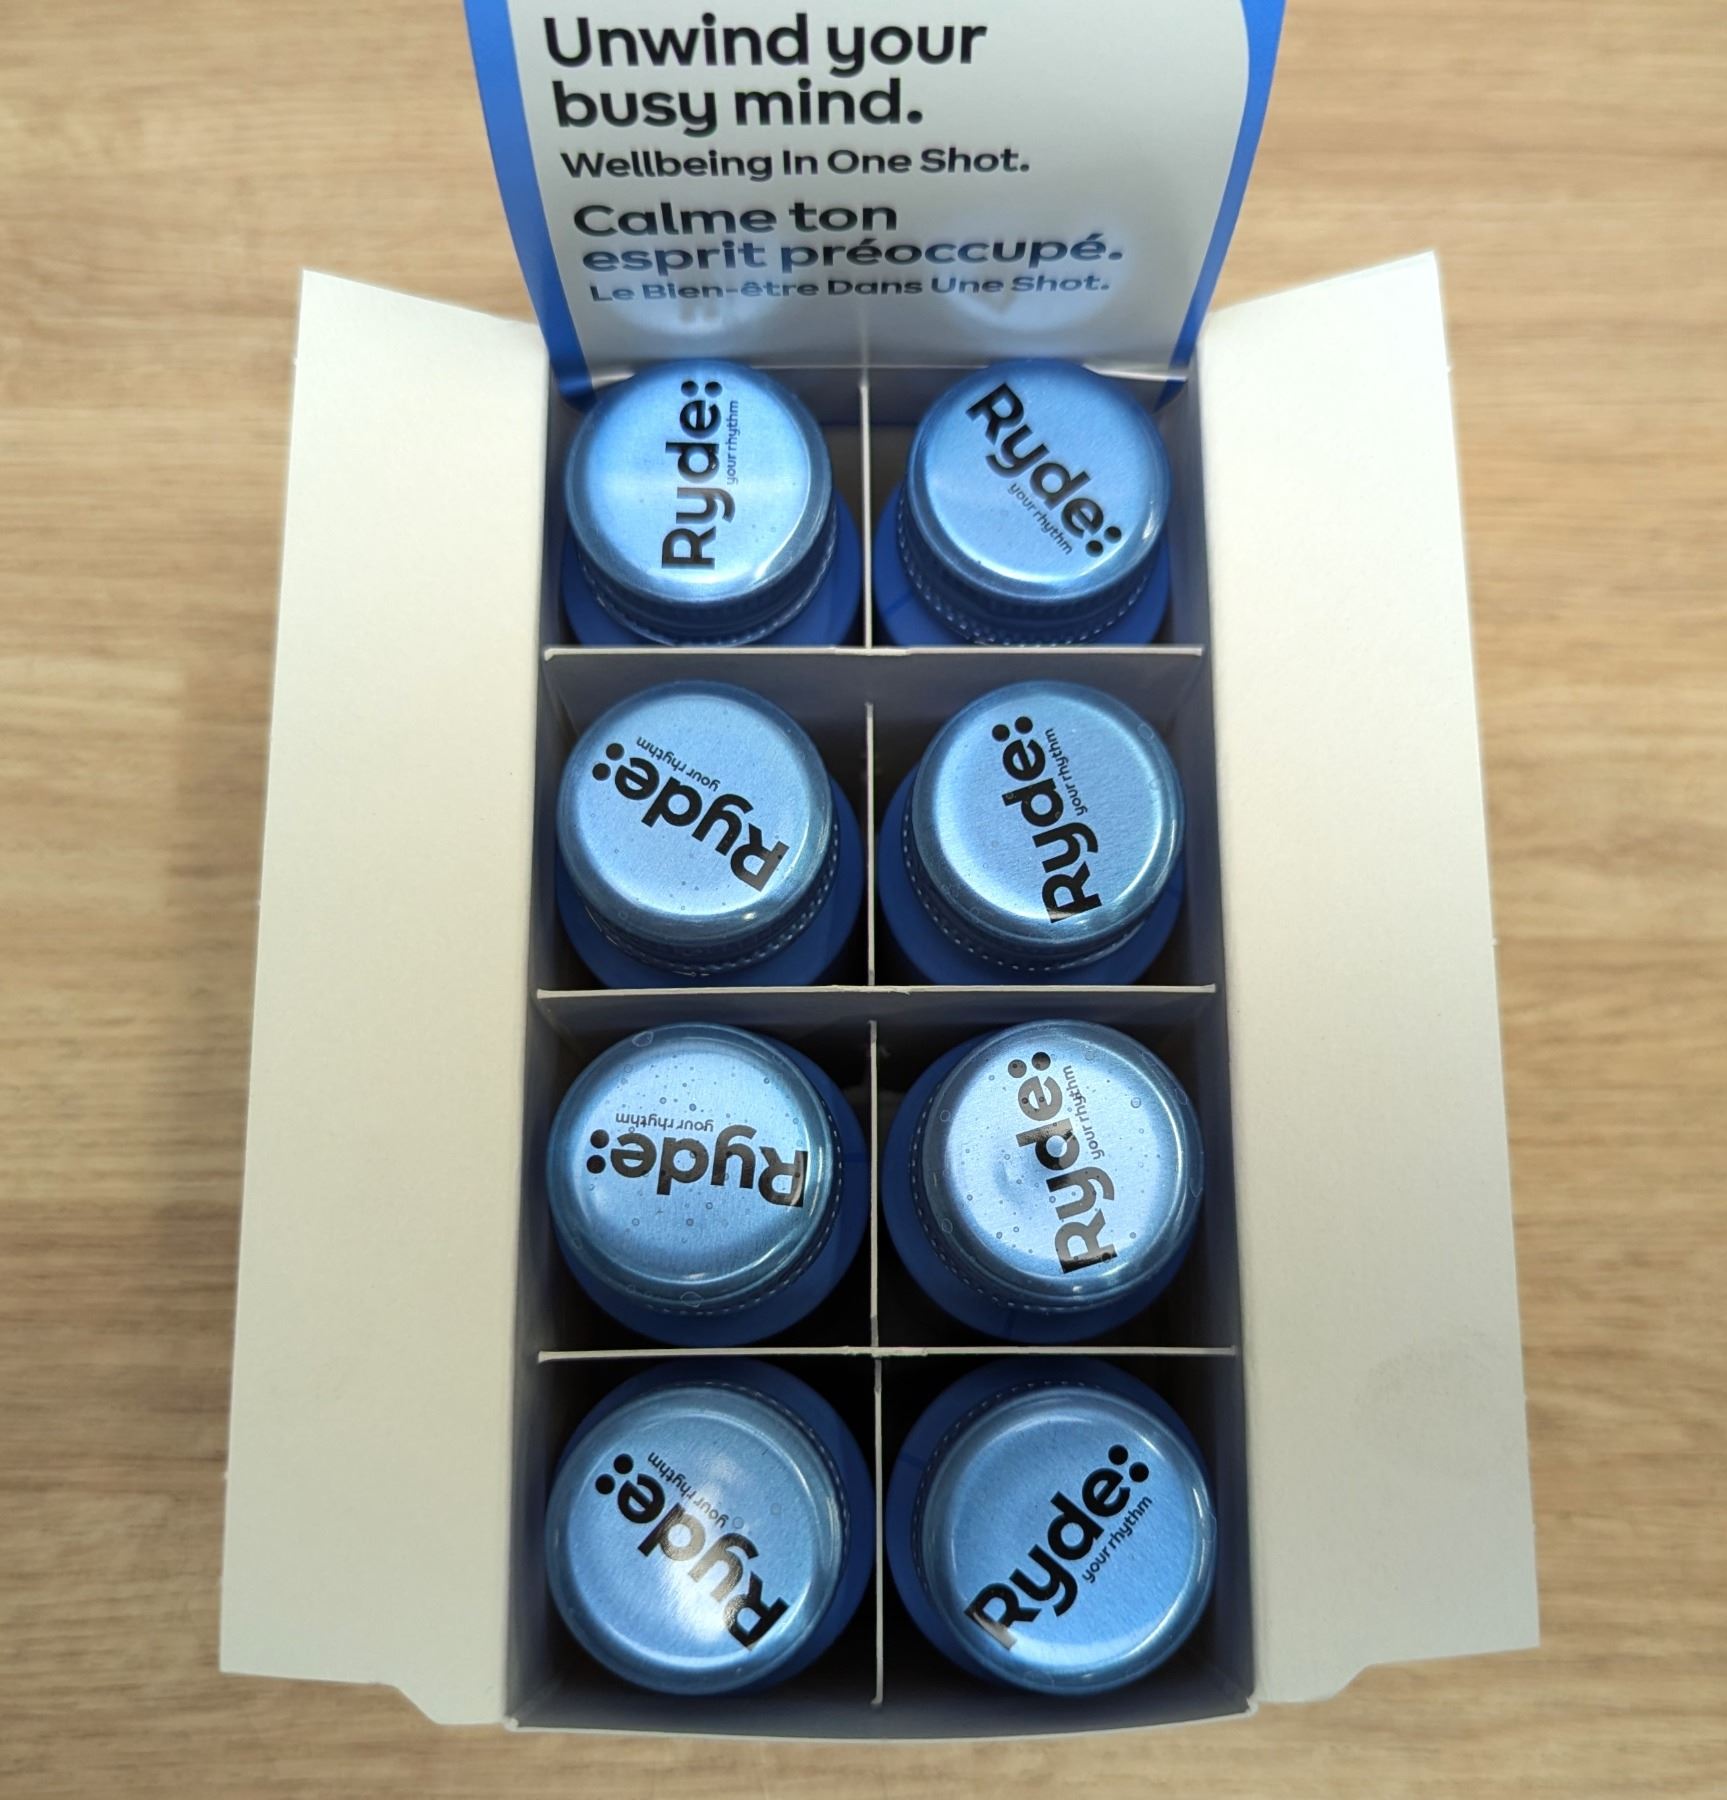 Unwind your
busy mind.
Wellbeing In One Shot.
Calme ton
esprit préoccupé.
Le Bien-être Dans Une Shot.
Ryde:
your rhythm
Ryde:
your rhythm
Ryde:
your rhythm
Ryde:
your rhythm
Ryde:
your rhythm
Ryde:
your rhythm
Ryde:
your rhythm
Ryde:
your rhythm